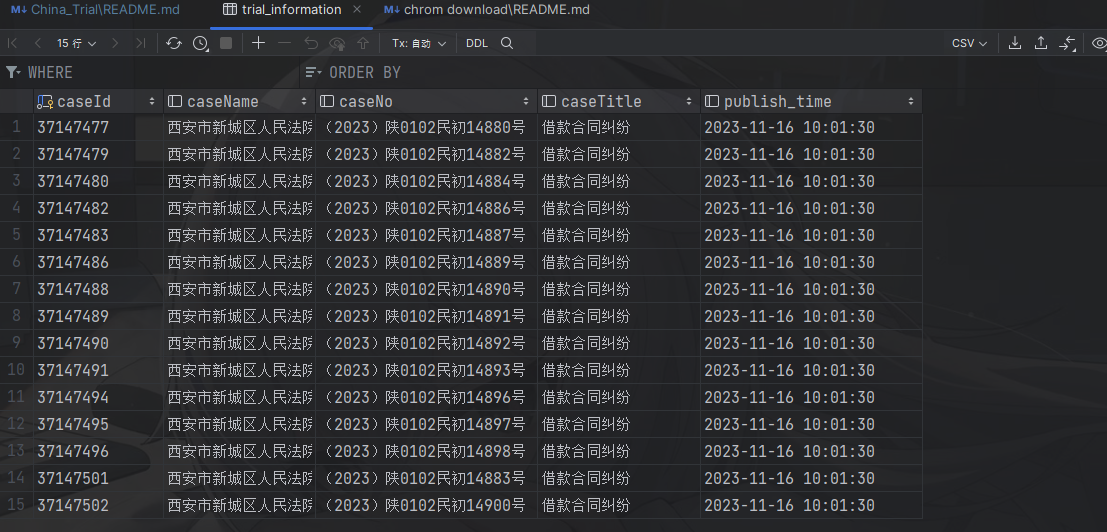 China_Trial\README.md trial_information chrom download\README.md
15 行 Tx: 自动 DDL CSV
WHERE ORDER BY
caseId caseName caseNo caseTitle publish_time
1 37147477 西安市新城区人民法院 （2023）陕0102民初14880号 借款合同纠纷 2023-11-16 10:01:30
2 37147479 西安市新城区人民法院 （2023）陕0102民初14882号 借款合同纠纷 2023-11-16 10:01:30
3 37147480 西安市新城区人民法院 （2023）陕0102民初14884号 借款合同纠纷 2023-11-16 10:01:30
4 37147482 西安市新城区人民法院 （2023）陕0102民初14886号 借款合同纠纷 2023-11-16 10:01:30
5 37147483 西安市新城区人民法院 （2023）陕0102民初14887号 借款合同纠纷 2023-11-16 10:01:30
6 37147486 西安市新城区人民法院 （2023）陕0102民初14889号 借款合同纠纷 2023-11-16 10:01:30
7 37147488 西安市新城区人民法院 （2023）陕0102民初14890号 借款合同纠纷 2023-11-16 10:01:30
8 37147489 西安市新城区人民法院 （2023）陕0102民初14891号 借款合同纠纷 2023-11-16 10:01:30
9 37147490 西安市新城区人民法院 （2023）陕0102民初14892号 借款合同纠纷 2023-11-16 10:01:30
10 37147491 西安市新城区人民法院 （2023）陕0102民初14893号 借款合同纠纷 2023-11-16 10:01:30
11 37147494 西安市新城区人民法院 （2023）陕0102民初14896号 借款合同纠纷 2023-11-16 10:01:30
12 37147495 西安市新城区人民法院 （2023）陕0102民初14897号 借款合同纠纷 2023-11-16 10:01:30
13 37147496 西安市新城区人民法院 （2023）陕0102民初14898号 借款合同纠纷 2023-11-16 10:01:30
14 37147501 西安市新城区人民法院 （2023）陕0102民初14883号 借款合同纠纷 2023-11-16 10:01:30
15 37147502 西安市新城区人民法院 （2023）陕0102民初14900号 借款合同纠纷 2023-11-16 10:01:30